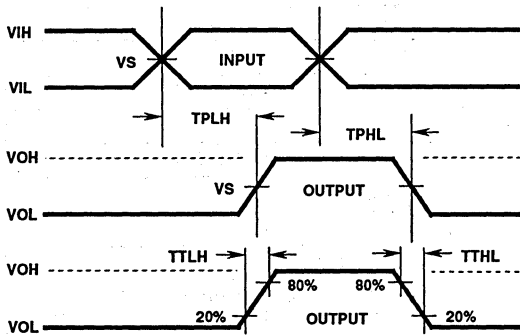 VIH
VS INPUT
VIL
TPLH TPHL
VOH
VS OUTPUT
VOL
TTLH TTHL
VOH
80% 80%
20% OUTPUT 20%
VOL